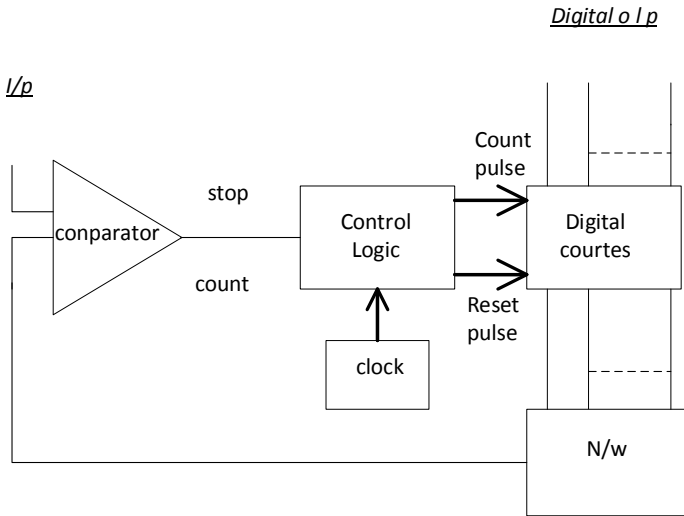 Digital o l p
I/p
Count
pulse
stop
conparator
Control
Logic
Digital
courtes
count
Reset
pulse
clock
N/w